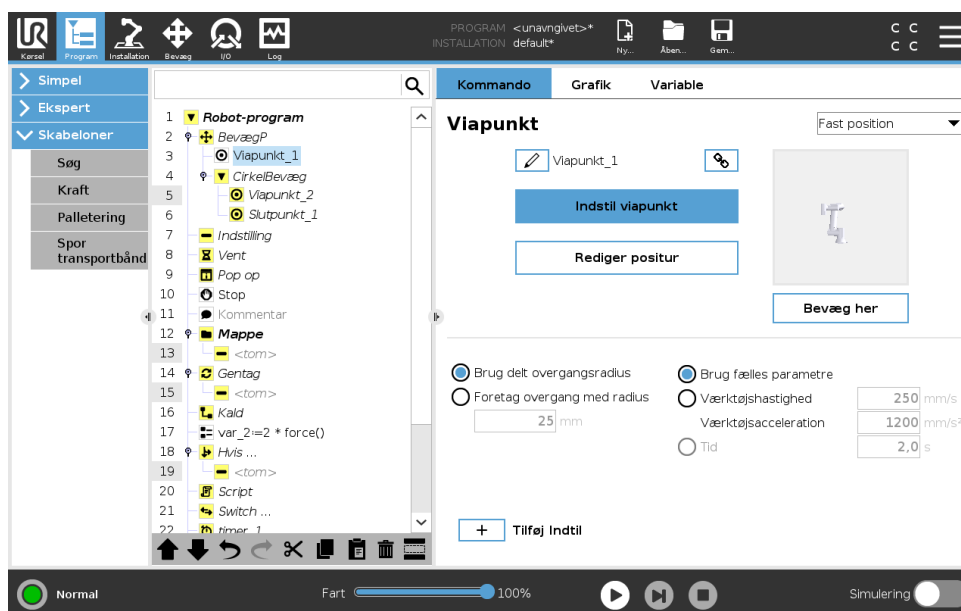 PROGRAM <unavngivet>*
INSTALLATION default*
Kørsel
Program
Installation
Bevæg
I/O
Log
Ny...
Åben...
Gem...
C C
C C
Simpel
Ekspert
Skabeloner
Søg
Kraft
Palletering
Spor
transportbånd
1 Robot-program
2 BevægP
3 Viapunkt_1
4 CirkelBevæg
5 Viapunkt_2
6 Slutpunkt_1
7 Indstilling
8 Vent
9 Pop op
10 Stop
11 Kommentar
12 Mappe
13 <tom>
14 Gentag
15 <tom>
16 Kald
17 var_2:=2 * force()
18 Hvis ...
19 <tom>
20 Script
21 Switch ...
22 timer_1
Kommando
Grafik
Variable
Viapunkt
Fast position
Viapunkt_1
Indstil viapunkt
Rediger positur
Bevæg her
Brug delt overgangsradius
Foretag overgang med radius
25 mm
Brug fælles parametre
Værktøjshastighed 250 mm/s
Værktøjsacceleration 1200 mm/s²
Tid 2,0 s
+ Tilføj Indtil
Normal
Fart 100%
Simulering